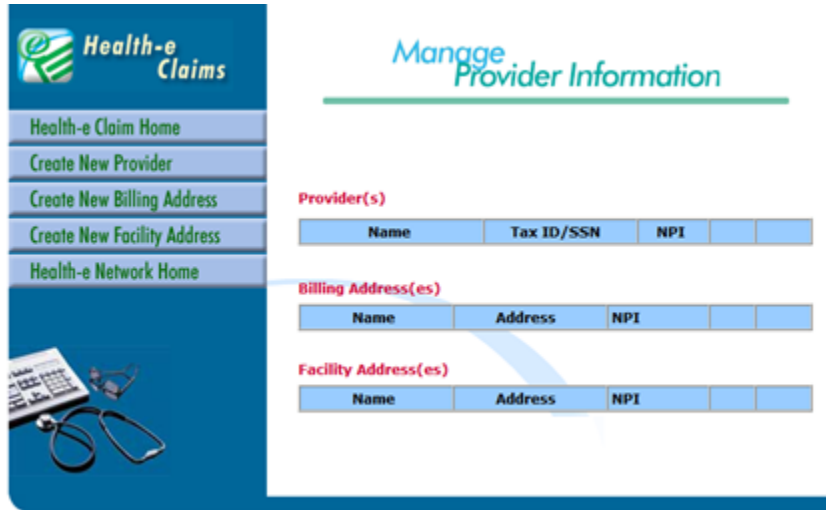 Health-e
Claims
Health-e Claim Home
Create New Provider
Create New Billing Address
Create New Facility Address
Health-e Network Home
Manage
Provider Information
Provider(s)
Name Tax ID/SSN NPI
Billing Address(es)
Name Address NPI
Facility Address(es)
Name Address NPI